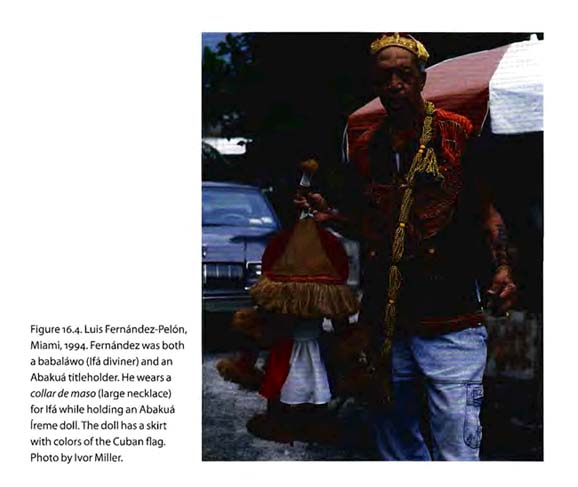 Figure 16.4. Luis Fernández-Pelón,
Miami, 1994. Fernández was both
a babaláwo (Ifá diviner) and an
Abakuá titleholder. He wears a
collar de maso (large necklace)
for Ifá while holding an Abakuá
Íreme doll. The doll has a skirt
with colors of the Cuban flag.
Photo by Ivor Miller.